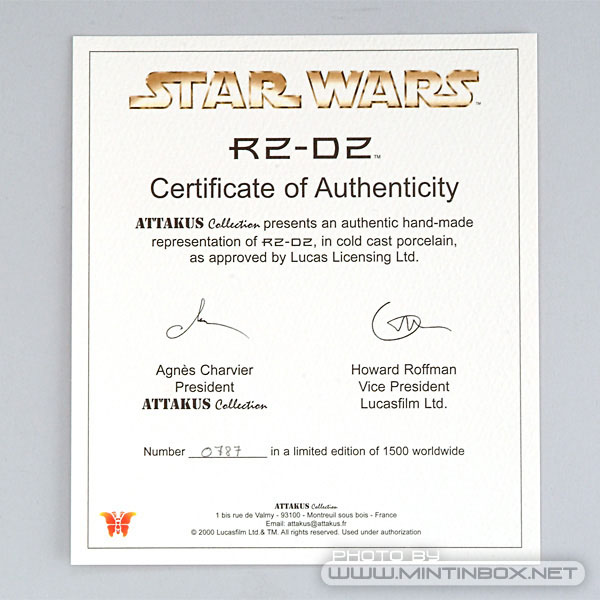 STAR WARS™
R2-D2™
Certificate of Authenticity
ATTAKUS Collection presents an authentic hand-made
representation of R2-D2, in cold cast porcelain,
as approved by Lucas Licensing Ltd.
Agnès Charvier
President
ATTAKUS Collection
Howard Roffman
Vice President
Lucasfilm Ltd.
Number 0787 in a limited edition of 1500 worldwide
ATTAKUS Collection
1 bis rue de Valmy - 93100 - Montreuil sous bois - France
Email: attakus@attakus.fr
© 2000 Lucasfilm Ltd.& TM. All rights reserved. Used under authorization
PHOTO BY
WWW.MINTINBOX.NET